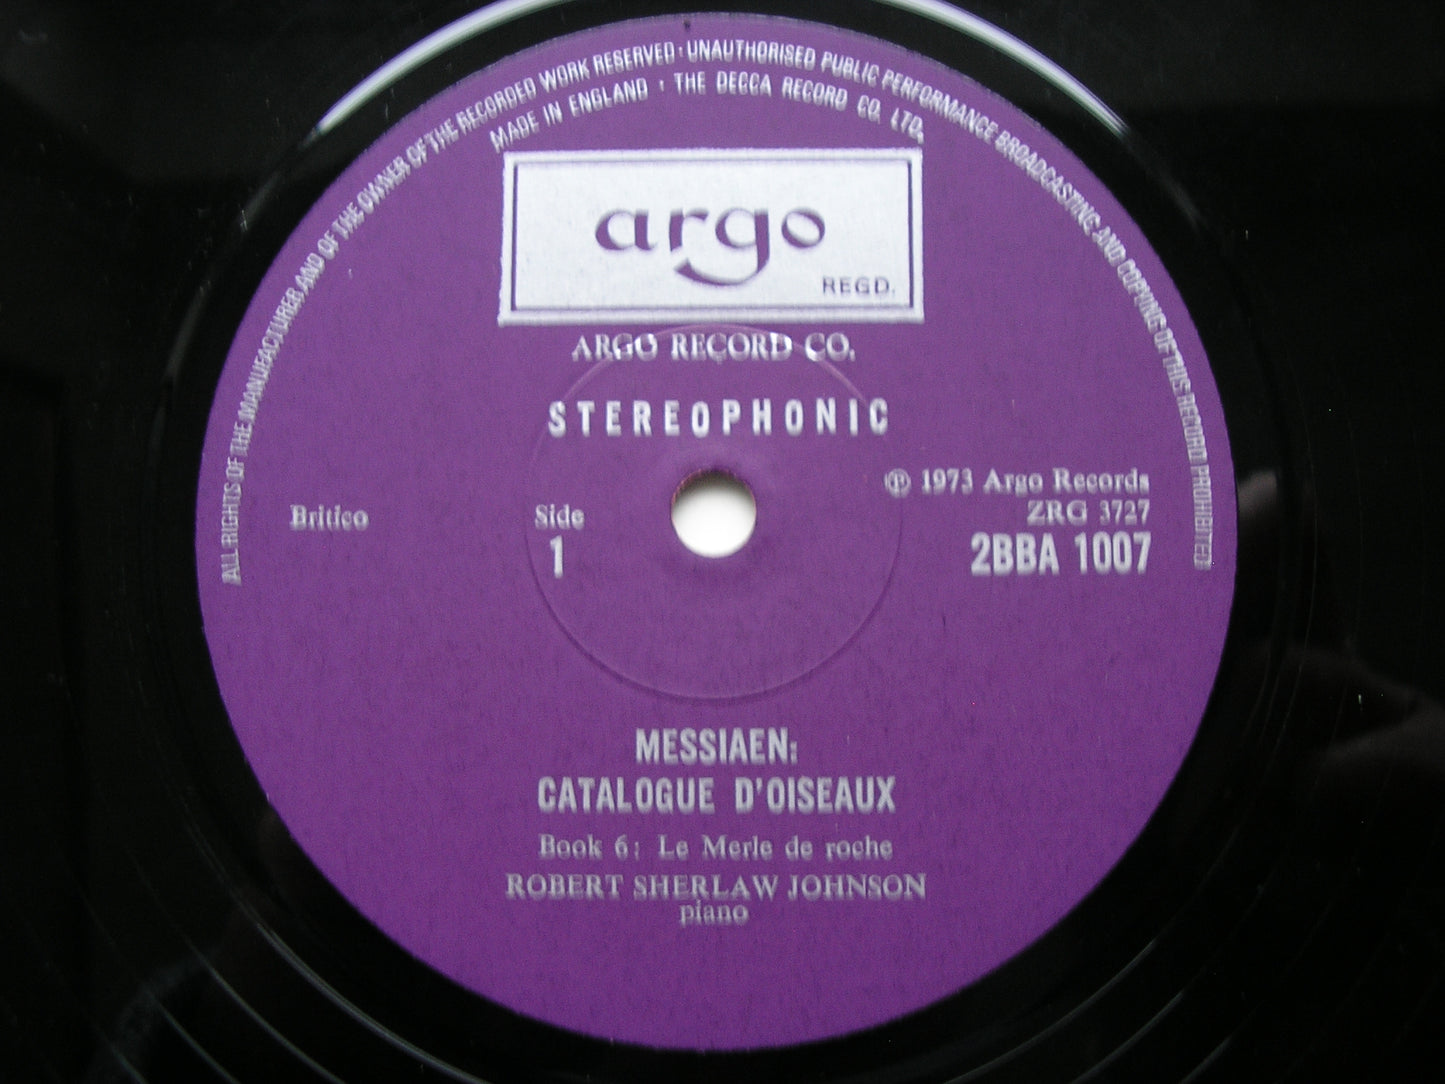 ALL RIGHTS OF THE MANUFACTURER AND OF THE OWNER OF THE RECORDED WORK RESERVED · UNAUTHORISED PUBLIC PERFORMANCE BROADCASTING AND COPYING OF THIS RECORD PROHIBITED
MADE IN ENGLAND · THE DECCA RECORD CO. LTD.
argo
REGD.
ARGO RECORD CO.
STEREOPHONIC
℗ 1973 Argo Records
ZRG 3727
2BBA 1007
Britico
Side
1
MESSIAEN:
CATALOGUE D'OISEAUX
Book 6: Le Merle de roche
ROBERT SHERLAW JOHNSON
piano